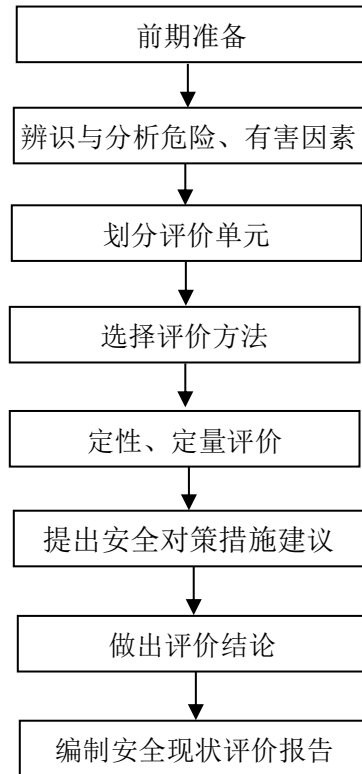 前期准备
辨识与分析危险、有害因素
划分评价单元
选择评价方法
定性、定量评价
提出安全对策措施建议
做出评价结论
编制安全现状评价报告